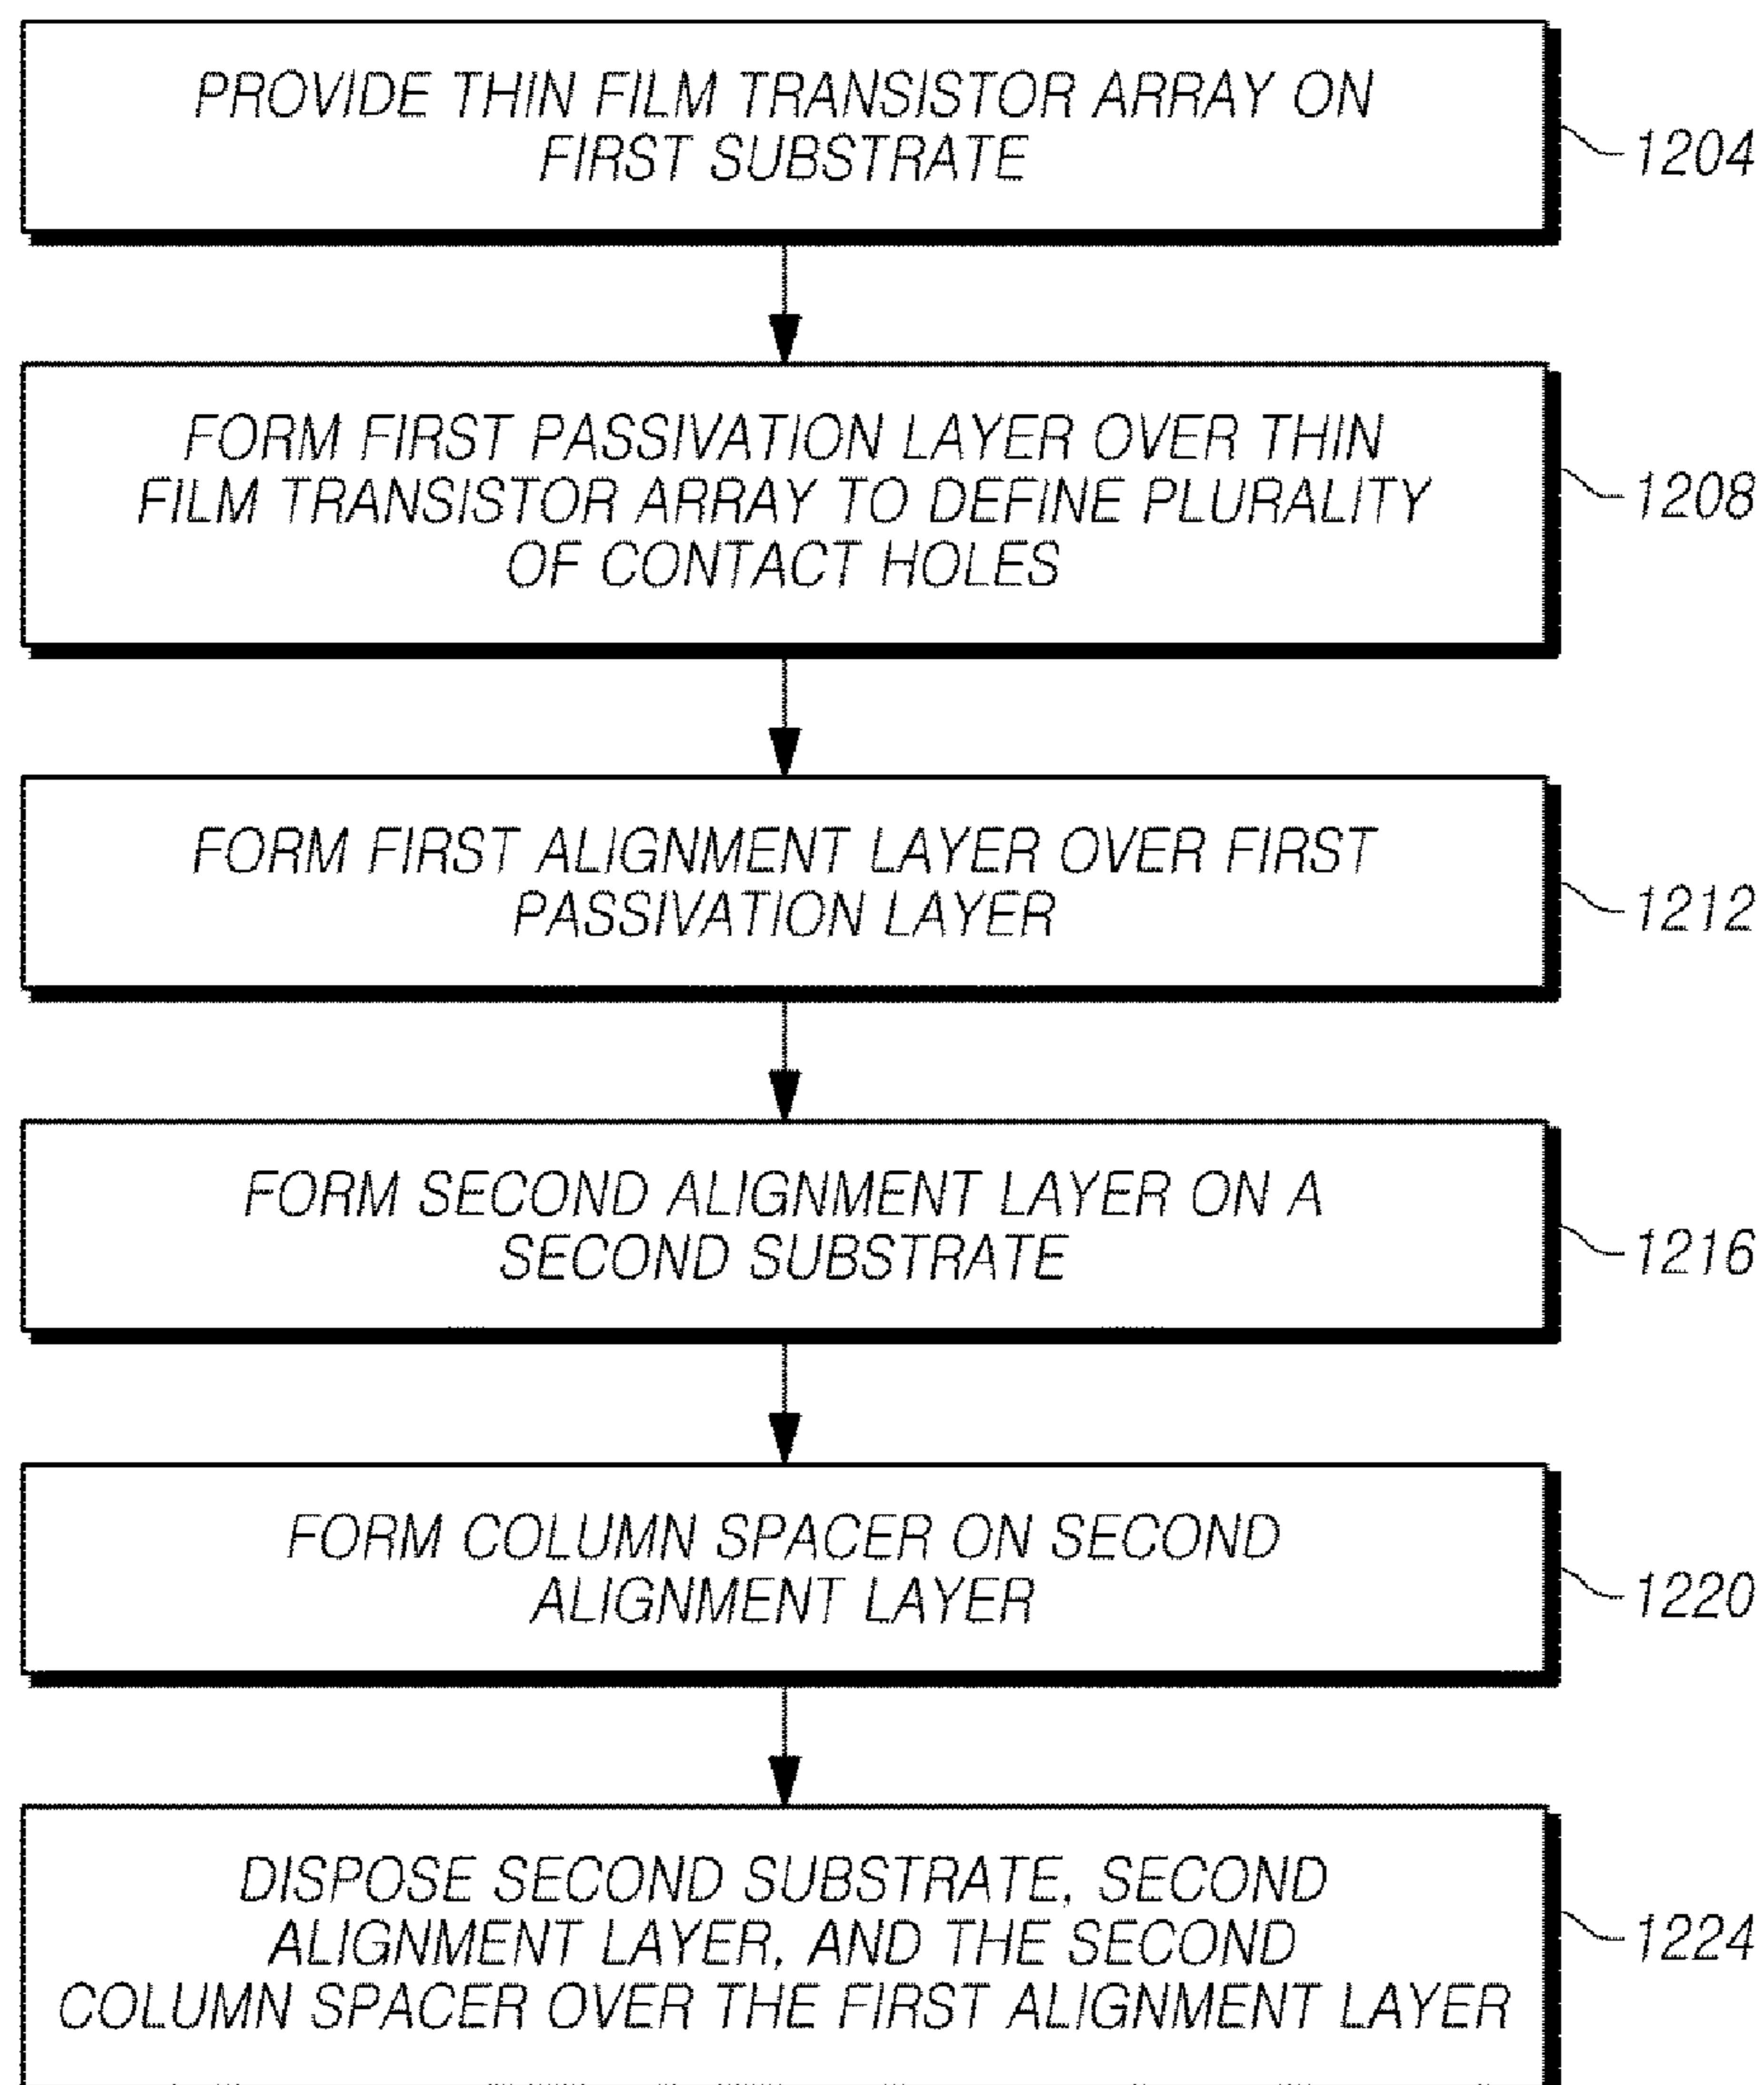 PROVIDE THIN FILM TRANSISTOR ARRAY ON
FIRST SUBSTRATE
1204
FORM FIRST PASSIVATION LAYER OVER THIN
FILM TRANSISTOR ARRAY TO DEFINE PLURALITY
OF CONTACT HOLES
1208
FORM FIRST ALIGNMENT LAYER OVER FIRST
PASSIVATION LAYER
1212
FORM SECOND ALIGNMENT LAYER ON A
SECOND SUBSTRATE
1216
FORM COLUMN SPACER ON SECOND
ALIGNMENT LAYER
1220
DISPOSE SECOND SUBSTRATE, SECOND
ALIGNMENT LAYER, AND THE SECOND
COLUMN SPACER OVER THE FIRST ALIGNMENT LAYER
1224